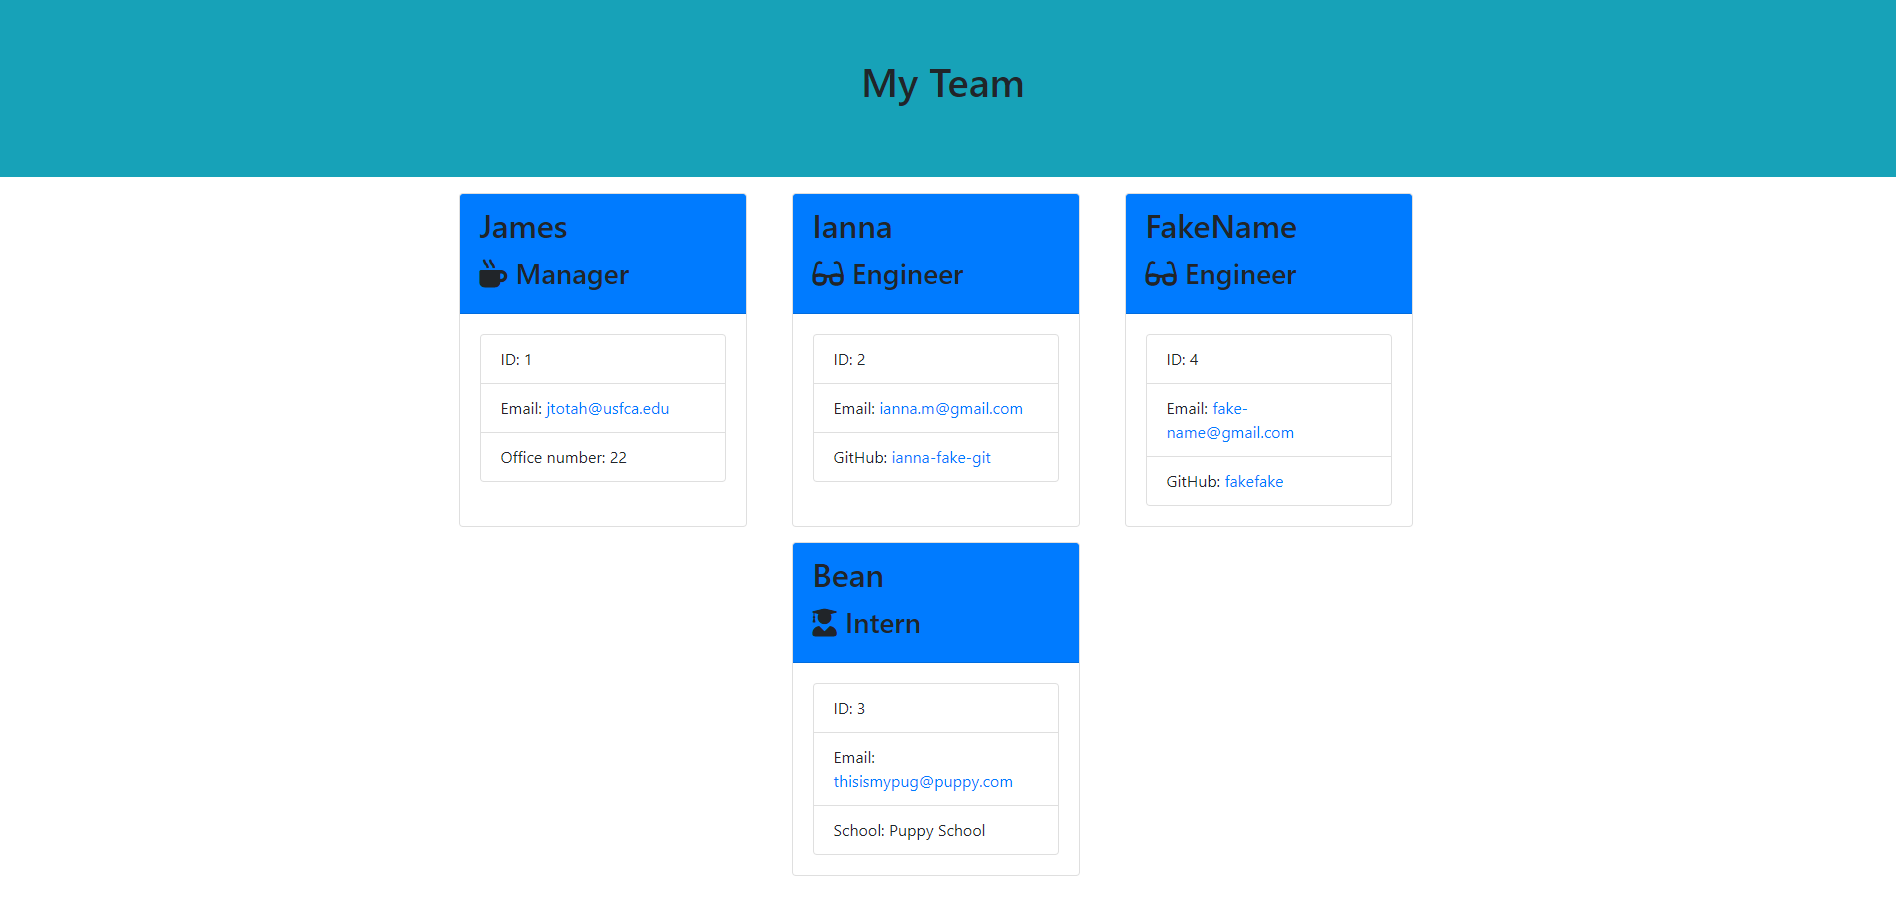 My Team
James
Manager
ID: 1
Email: jtotah@usfca.edu
Office number: 22
Ianna
Engineer
ID: 2
Email: ianna.m@gmail.com
GitHub: ianna-fake-git
FakeName
Engineer
ID: 4
Email: fake-
name@gmail.com
GitHub: fakefake
Bean
Intern
ID: 3
Email:
thisismypug@puppy.com
School: Puppy School